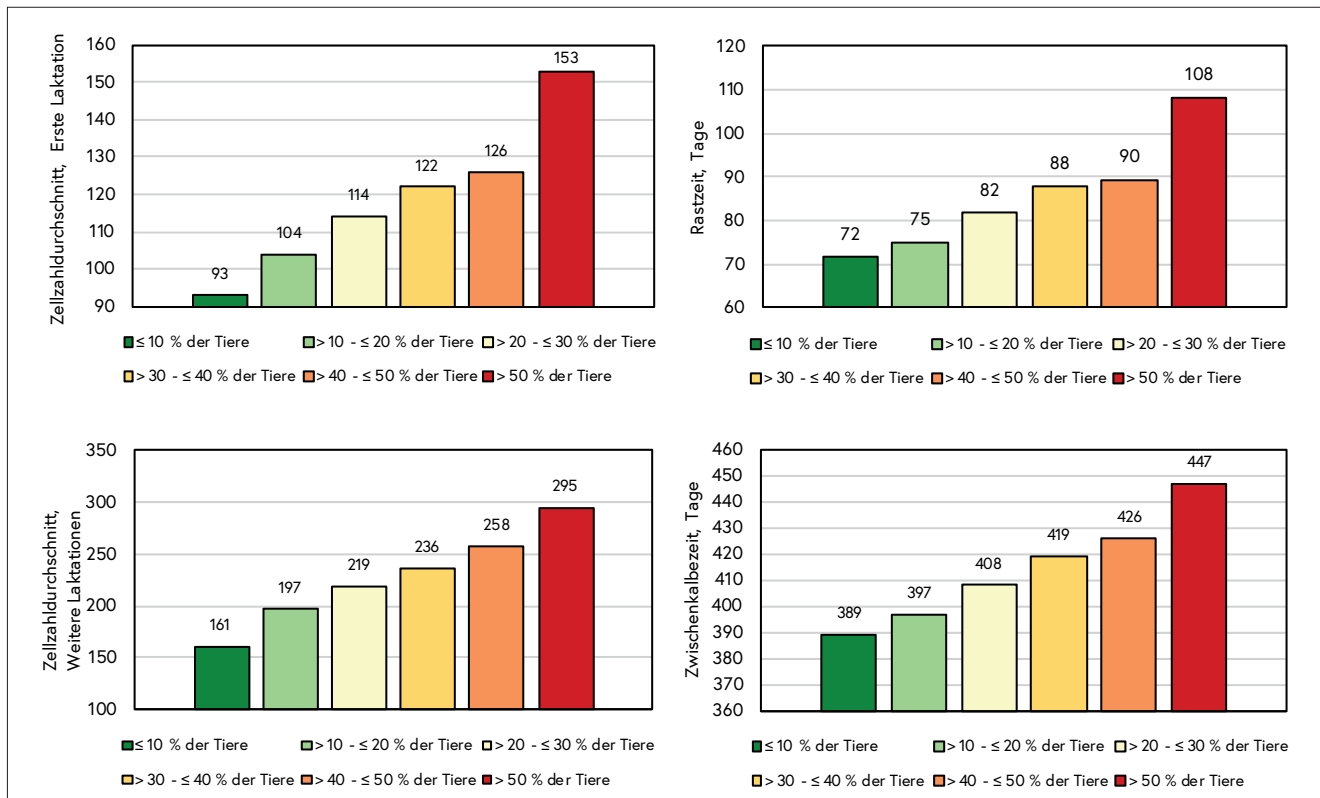 Zellzahldurchschnitt, Erste Laktation
160
150
140
130
120
110
100
90
93
104
114
122
126
153
≤ 10 % der Tiere
> 10 - ≤ 20 % der Tiere
> 20 - ≤ 30 % der Tiere
> 30 - ≤ 40 % der Tiere
> 40 - ≤ 50 % der Tiere
> 50 % der Tiere
Rastzeit, Tage
120
110
100
90
80
70
60
72
75
82
88
90
108
≤ 10 % der Tiere
> 10 - ≤ 20 % der Tiere
> 20 - ≤ 30 % der Tiere
> 30 - ≤ 40 % der Tiere
> 40 - ≤ 50 % der Tiere
> 50 % der Tiere
Zellzahldurchschnitt,
Weitere Laktationen
350
300
250
200
150
100
161
197
219
236
258
295
≤ 10 % der Tiere
> 10 - ≤ 20 % der Tiere
> 20 - ≤ 30 % der Tiere
> 30 - ≤ 40 % der Tiere
> 40 - ≤ 50 % der Tiere
> 50 % der Tiere
Zwischenkalbezeit, Tage
460
450
440
430
420
410
400
390
380
370
360
389
397
408
419
426
447
≤ 10 % der Tiere
> 10 - ≤ 20 % der Tiere
> 20 - ≤ 30 % der Tiere
> 30 - ≤ 40 % der Tiere
> 40 - ≤ 50 % der Tiere
> 50 % der Tiere